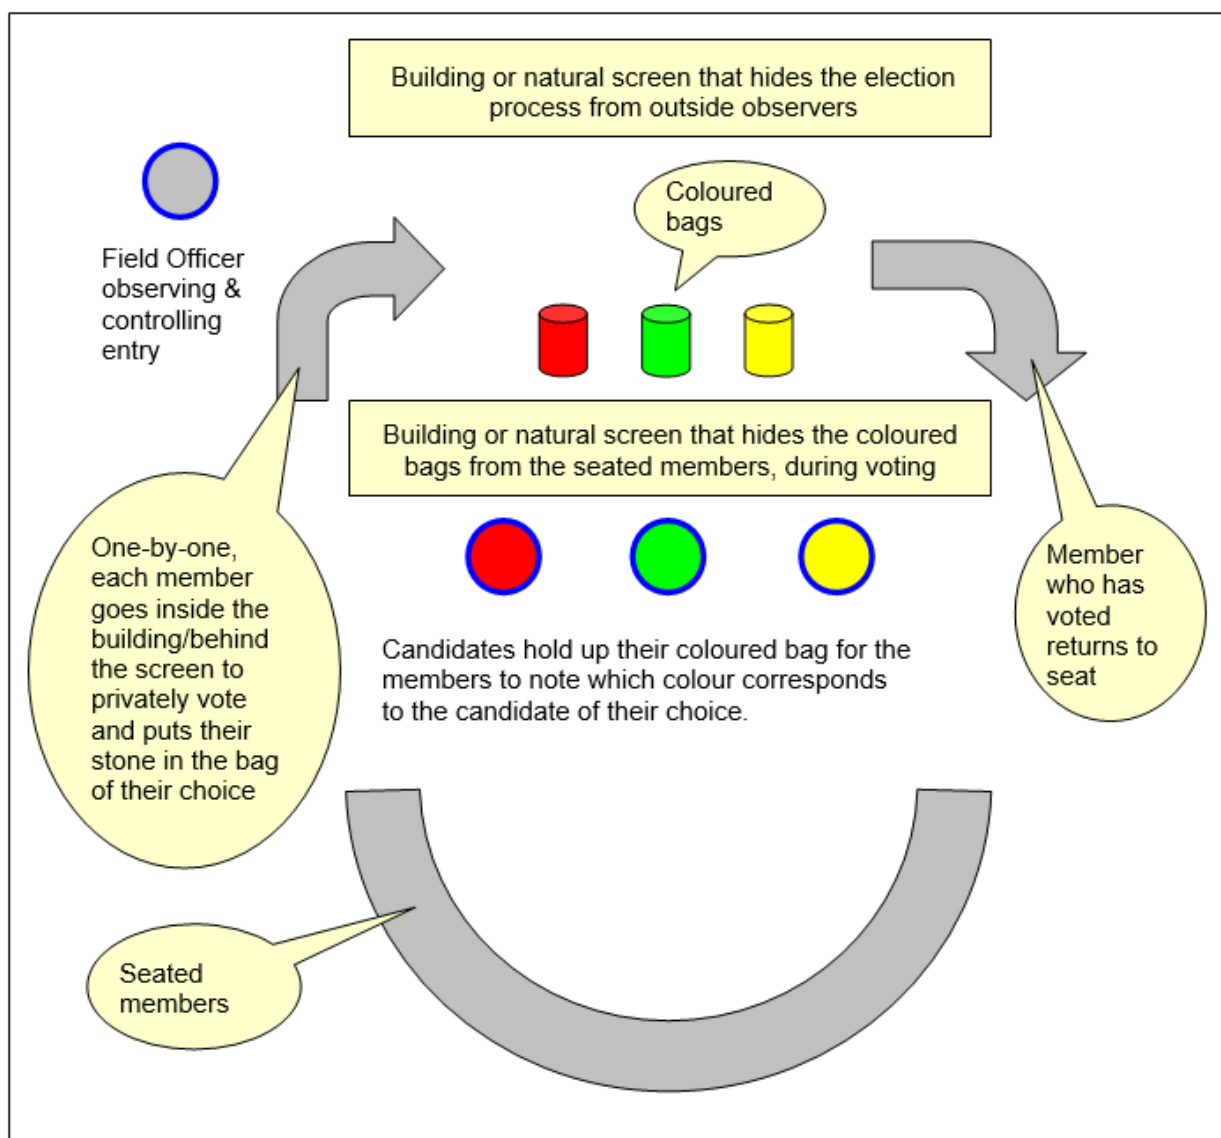 Building or natural screen that hides the election
process from outside observers
Coloured
bags
Field Officer
observing &
controlling
entry
Building or natural screen that hides the coloured
bags from the seated members, during voting
One-by-one,
each member
goes inside the
building/behind
the screen to
privately vote
and puts their
stone in the bag
of their choice
Member
who has
voted
returns to
seat
Candidates hold up their coloured bag for the
members to note which colour corresponds
to the candidate of their choice.
Seated
members